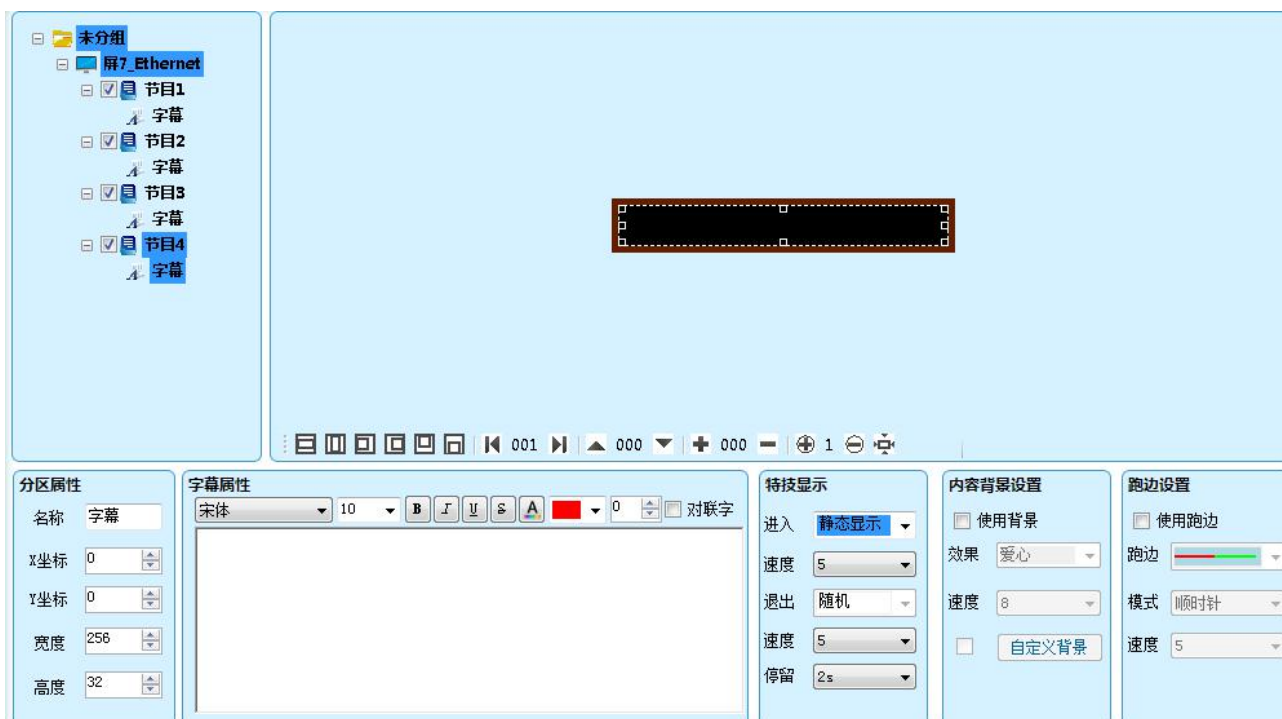 未分组
屏7_Ethernet
节目1
字幕
节目2
字幕
节目3
字幕
节目4
字幕
001 000 000 1
分区属性
名称 字幕
X坐标 0
Y坐标 0
宽度 256
高度 32
字幕属性
宋体 10 B I U S A 0 对联字
特技显示
进入 静态显示
速度 5
退出 随机
速度 5
停留 2s
内容背景设置
使用背景
效果 爱心
速度 8
自定义背景
跑边设置
使用跑边
跑边
模式 顺时针
速度 5